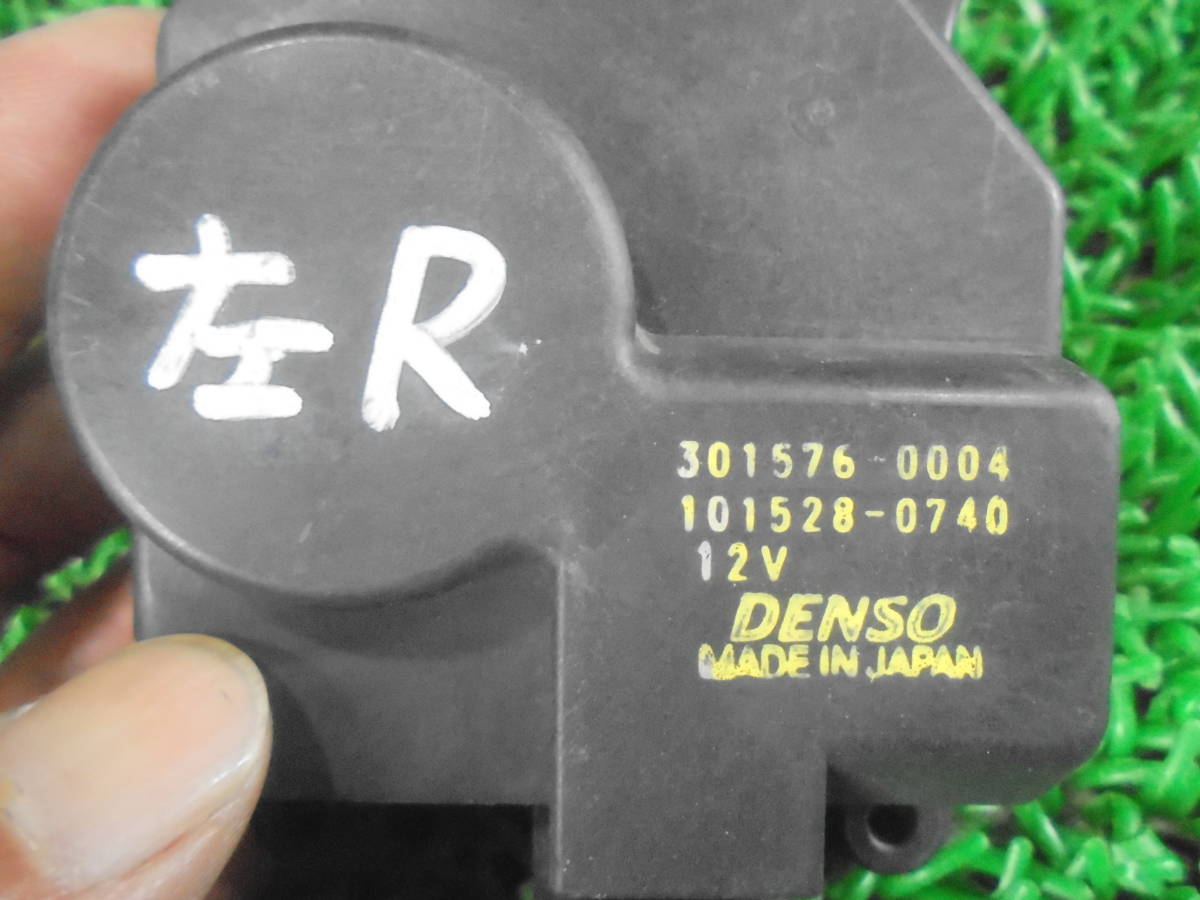 左R
301576-0004
101528-0740
12V
DENSO
MADE IN JAPAN